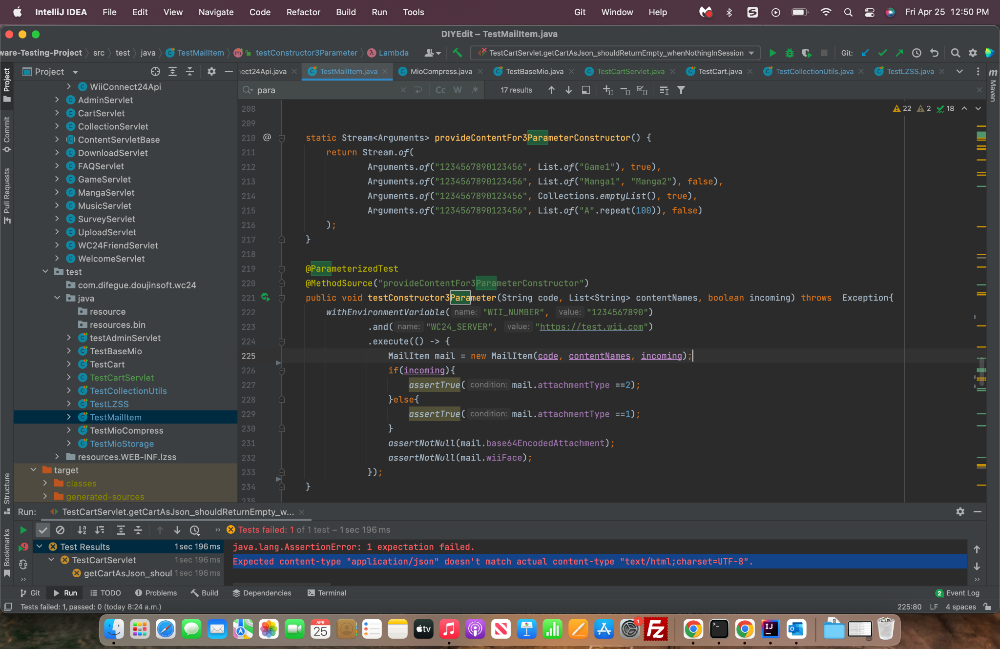 IntelliJ IDEA File Edit View Navigate Code Refactor Build Run Tools Git Window Help Fri Apr 25 12:50 PM
DIYEdit – TestMailItem.java
ware-Testing-Project src test java TestMailItem testConstructor3Parameter Lambda TestCartServlet.getCartAsJson_shouldReturnEmpty_whenNothingInSession Git:
Project
Commit
Pull Requests
Structure
Bookmarks
Maven
Project
WiiConnect24Api
AdminServlet
CartServlet
CollectionServlet
ContentServletBase
DownloadServlet
FAQServlet
GameServlet
MangaServlet
MusicServlet
SurveyServlet
UploadServlet
WC24FriendServlet
WelcomeServlet
test
com.difegue.doujinsoft.wc24
java
resource
resources.bin
testAdminServlet
TestBaseMio
TestCart
TestCartServlet
TestCollectionUtils
TestLZSS
TestMailItem
TestMioCompress
TestMioStorage
resources.WEB-INF.lzss
target
classes
generated-sources
nect24Api.java TestMailItem.java MioCompress.java TestBaseMio.java TestCartServlet.java TestCart.java TestCollectionUtils.java TestLZSS.java
para Cc W .* 17 results
22 2 18
208
209
210 @ static Stream<Arguments> provideContentFor3ParameterConstructor() {
211 return Stream.of(
212 Arguments.of("1234567890123456", List.of("Game1"), true),
213 Arguments.of("1234567890123456", List.of("Manga1", "Manga2"), false),
214 Arguments.of("1234567890123456", Collections.emptyList(), true),
215 Arguments.of("1234567890123456", List.of("A".repeat(100)), false)
216 );
217 }
218
219 @ParameterizedTest
220 @MethodSource("provideContentFor3ParameterConstructor")
221 public void testConstructor3Parameter(String code, List<String> contentNames, boolean incoming) throws  Exception{
222 withEnvironmentVariable( name: "WII_NUMBER", value: "1234567890")
223 .and( name: "WC24_SERVER", value: "https://test.wii.com")
224 .execute(() -> {
225 MailItem mail = new MailItem(code, contentNames, incoming);
226 if(incoming){
227 assertTrue( condition: mail.attachmentType ==2);
228 }else{
229 assertTrue( condition: mail.attachmentType ==1);
230 }
231 assertNotNull(mail.base64EncodedAttachment);
232 assertNotNull(mail.wiiFace);
233 });
234 }
235
Run: TestCartServlet.getCartAsJson_shouldReturnEmpty_w...
Tests failed: 1 of 1 test – 1 sec 196 ms
Test Results 1 sec 196 ms
TestCartServlet 1 sec 196 ms
getCartAsJson_shoul 1 sec 196 ms
java.lang.AssertionError: 1 expectation failed.
Expected content-type "application/json" doesn't match actual content-type "text/html;charset=UTF-8".
Git Run TODO Problems Build Dependencies Terminal 2 Event Log
Tests failed: 1, passed: 0 (today 8:24 a.m.) 225:80 LF 4 spaces
APR
25
tv
1
FZ
IJ